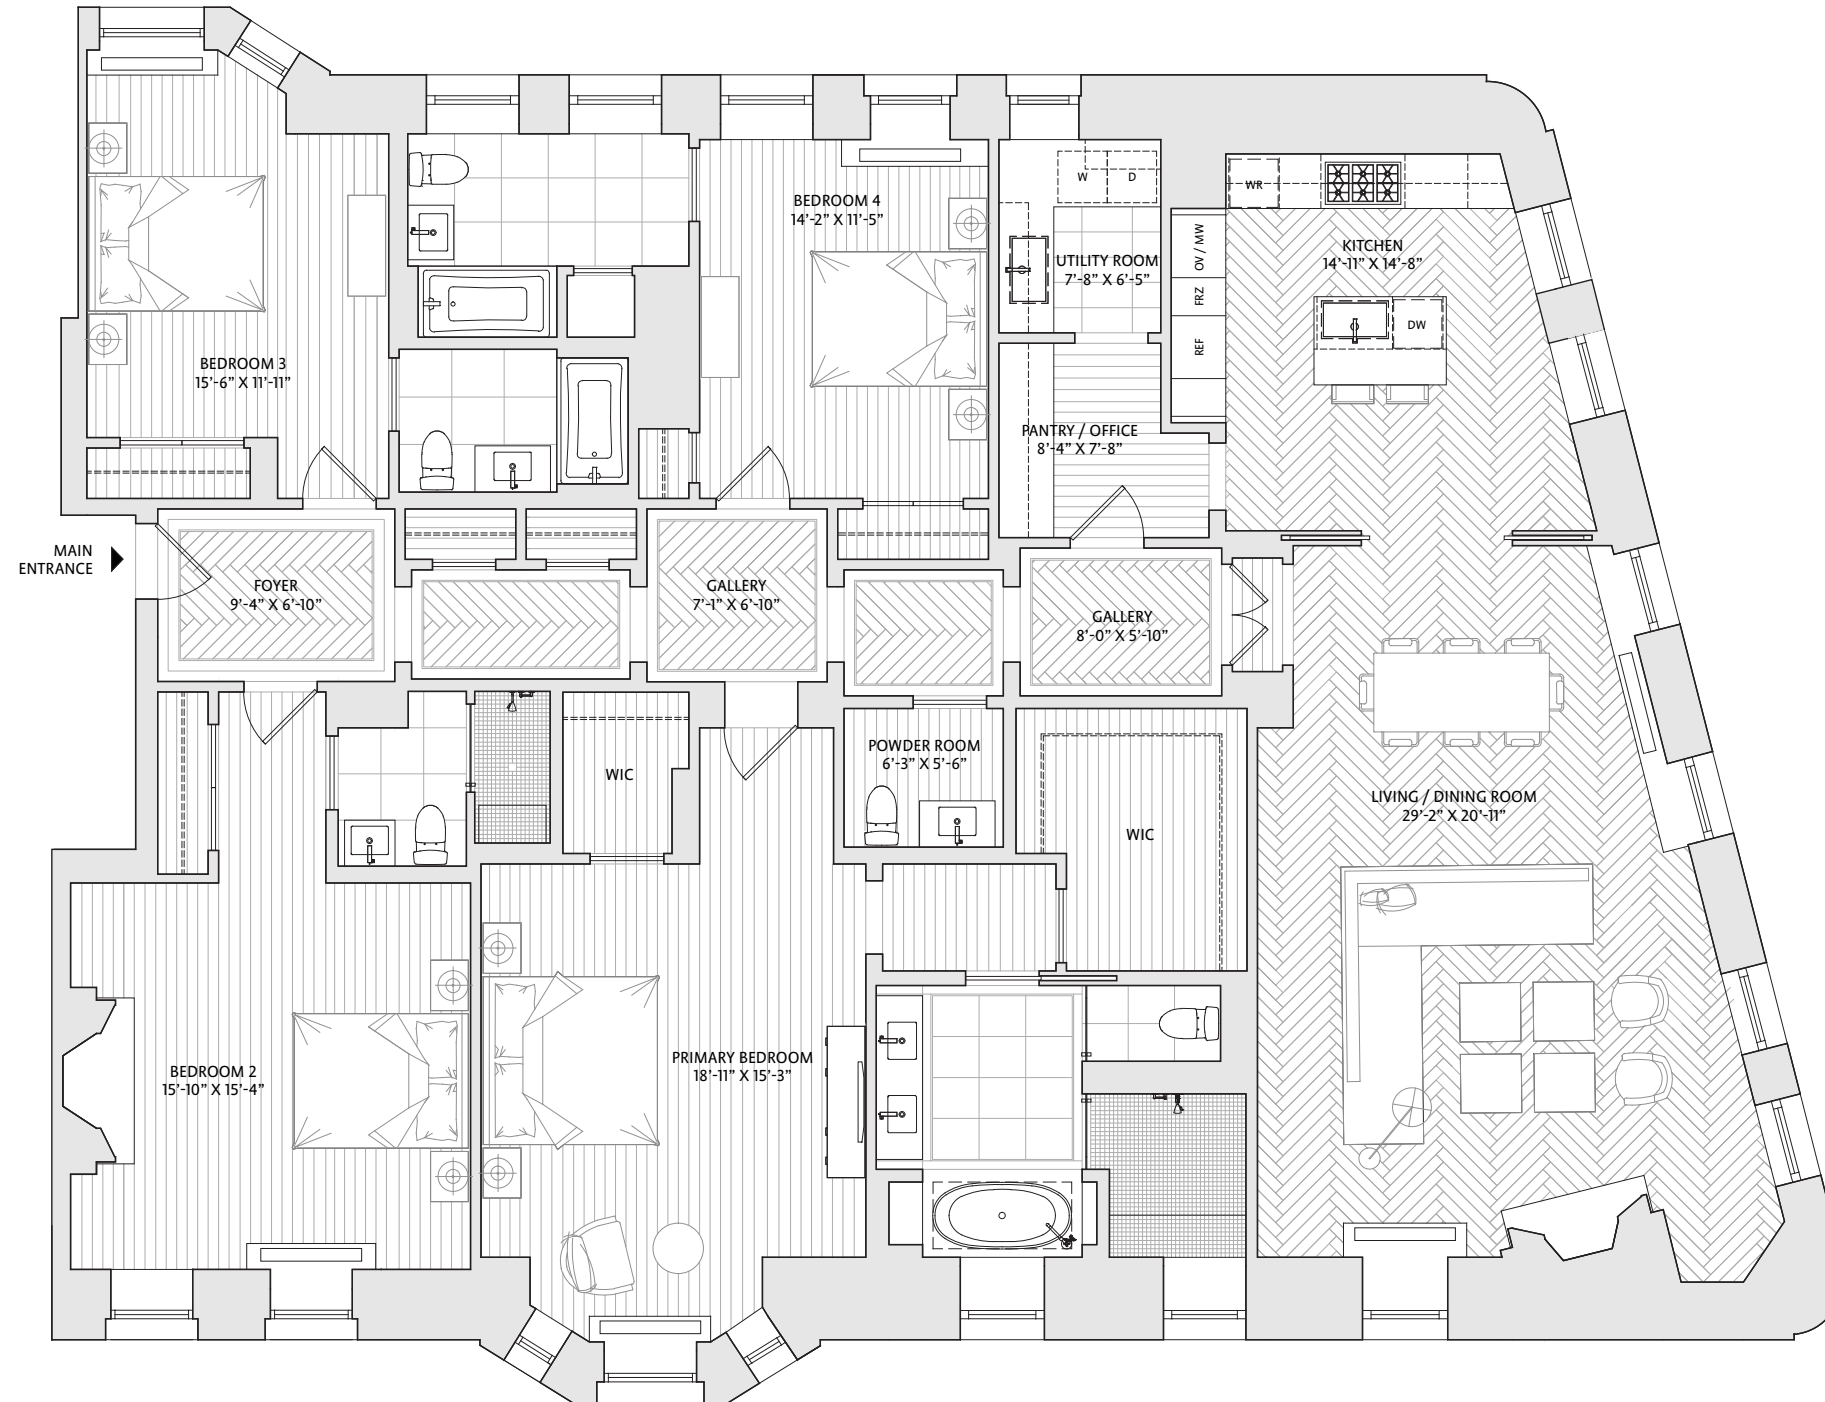 BEDROOM 3
15'-6" X 11'-11"
BEDROOM 4
14'-2" X 11'-5"
W
D
UTILITY ROOM
7'-8" X 6'-5"
WR
OV / MW
FRZ
REF
KITCHEN
14'-11" X 14'-8"
DW
PANTRY / OFFICE
8'-4" X 7'-8"
MAIN
ENTRANCE
FOYER
9'-4" X 6'-10"
GALLERY
7'-1" X 6'-10"
GALLERY
8'-0" X 5'-10"
WIC
POWDER ROOM
6'-3" X 5'-6"
WIC
LIVING / DINING ROOM
29'-2" X 20'-11"
BEDROOM 2
15'-10" X 15'-4"
PRIMARY BEDROOM
18'-11" X 15'-3"